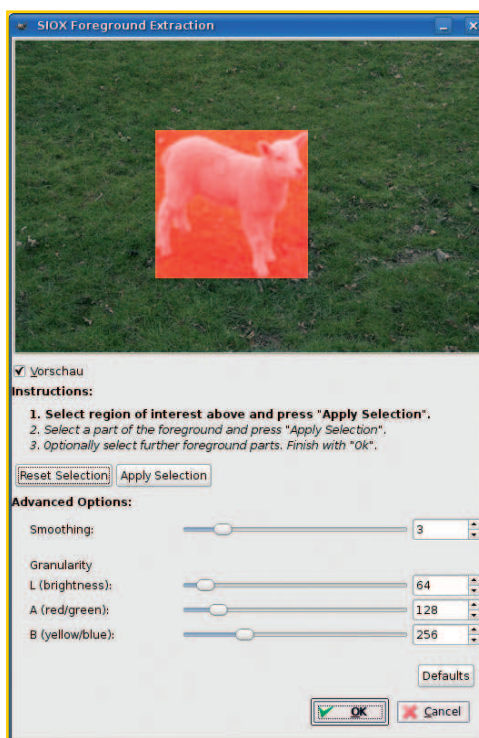 SIOX Foreground Extraction
Vorschau
Instructions:
1. Select region of interest above and press "Apply Selection".
2. Select a part of the foreground and press "Apply Selection".
3. Optionally select further foreground parts. Finish with "Ok".
Reset Selection Apply Selection
Advanced Options:
Smoothing: 3
Granularity
L (brightness): 64
A (red/green): 128
B (yellow/blue): 256
Defaults
OK Cancel